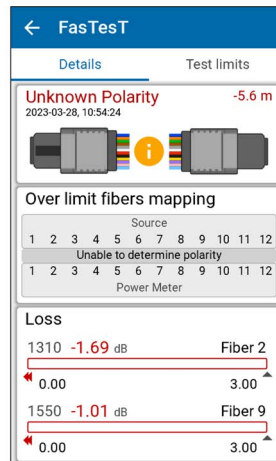 FasTesT
Details Test limits
Unknown Polarity -5.6 m
2023-03-28, 10:54:24
i
Over limit fibers mapping
Source
1 2 3 4 5 6 7 8 9 10 11 12
Unable to determine polarity
1 2 3 4 5 6 7 8 9 10 11 12
Power Meter
Loss
1310 -1.69 dB Fiber 2
0.00 3.00
1550 -1.01 dB Fiber 9
0.00 3.00